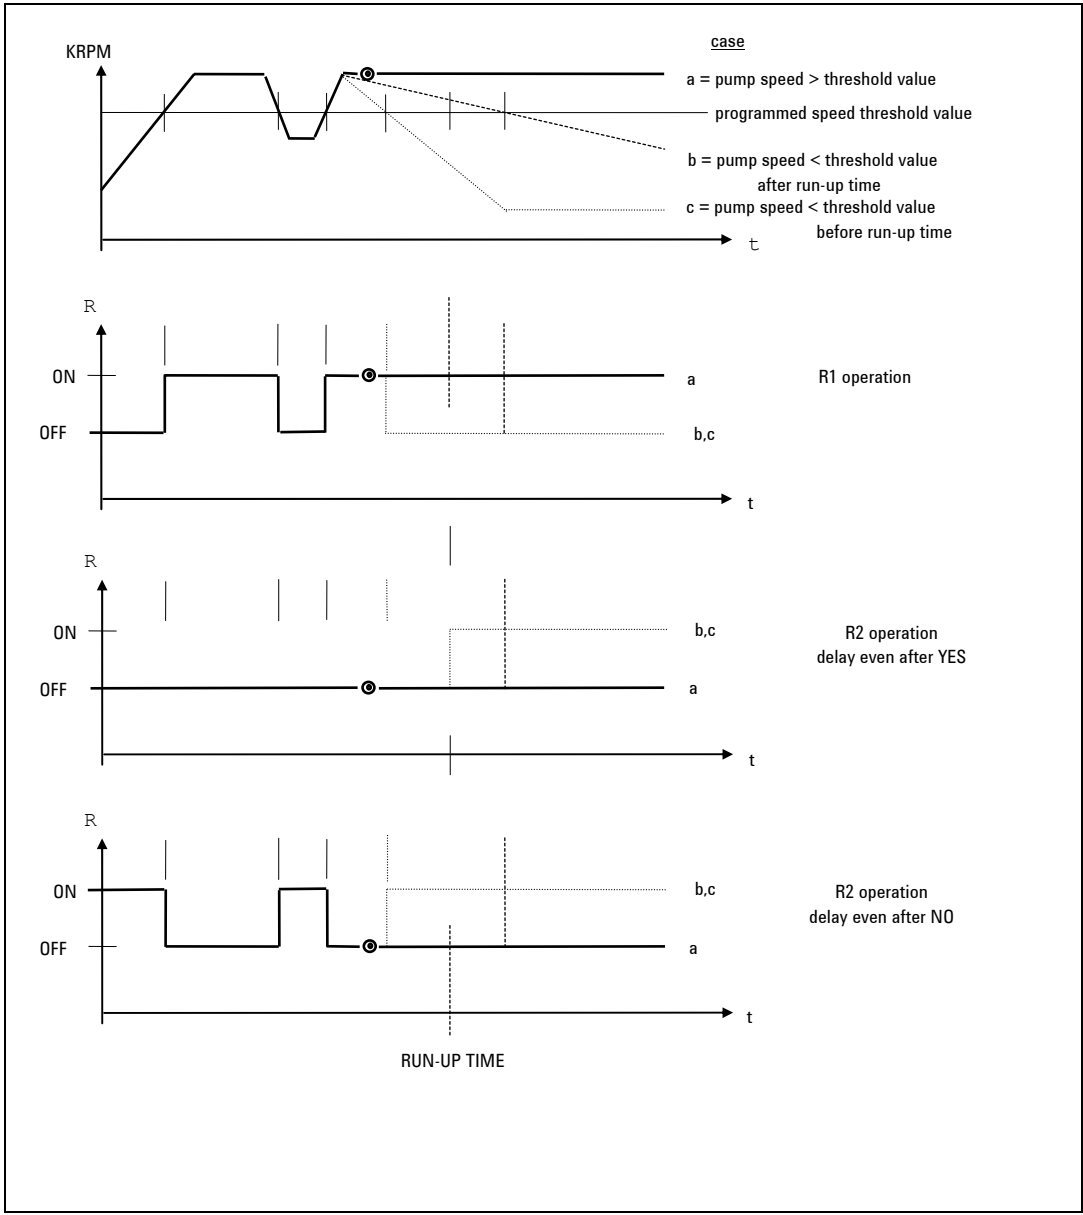 case
KRPM
a = pump speed > threshold value
programmed speed threshold value
b = pump speed < threshold value
after run-up time
c = pump speed < threshold value
before run-up time
t
R
ON
a
R1 operation
OFF
b,c
t
R
ON
b,c
R2 operation
delay even after YES
OFF
a
t
R
ON
b,c
R2 operation
delay even after NO
OFF
a
t
RUN-UP TIME